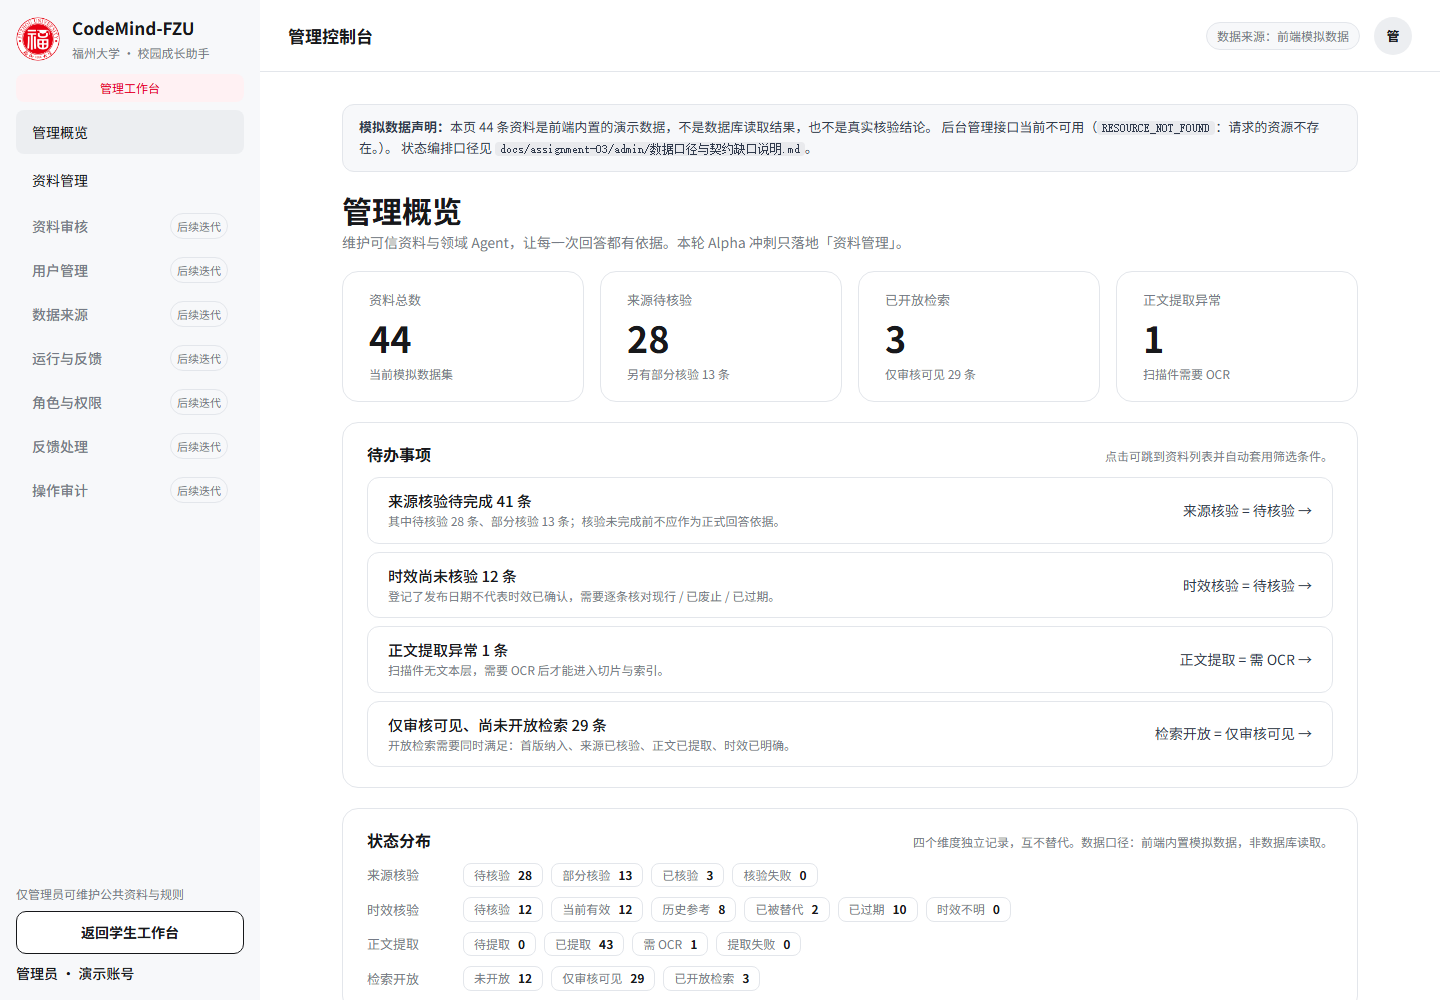 福
CodeMind-FZU
福州大学 · 校园成长助手
管理工作台
管理概览
资料管理
资料审核 后续迭代
用户管理 后续迭代
数据来源 后续迭代
运行与反馈 后续迭代
角色与权限 后续迭代
反馈处理 后续迭代
操作审计 后续迭代
仅管理员可维护公共资料与规则
返回学生工作台
管理员 · 演示账号
管理控制台
数据来源：前端模拟数据
管
模拟数据声明：本页 44 条资料是前端内置的演示数据，不是数据库读取结果，也不是真实核验结论。 后台管理接口当前不可用（ RESOURCE_NOT_FOUND ：请求的资源不存
在。）。 状态编排口径见 docs/assignment-03/admin/数据口径与契约缺口说明.md 。
管理概览
维护可信资料与领域 Agent，让每一次回答都有依据。本轮 Alpha 冲刺只落地「资料管理」。
资料总数
44
当前模拟数据集
来源待核验
28
另有部分核验 13 条
已开放检索
3
仅审核可见 29 条
正文提取异常
1
扫描件需要 OCR
待办事项
点击可跳到资料列表并自动套用筛选条件。
来源核验待完成 41 条
其中待核验 28 条、部分核验 13 条；核验未完成前不应作为正式回答依据。
来源核验 = 待核验 →
时效尚未核验 12 条
登记了发布日期不代表时效已确认，需要逐条核对现行 / 已废止 / 已过期。
时效核验 = 待核验 →
正文提取异常 1 条
扫描件无文本层，需要 OCR 后才能进入切片与索引。
正文提取 = 需 OCR →
仅审核可见、尚未开放检索 29 条
开放检索需要同时满足：首版纳入、来源已核验、正文已提取、时效已明确。
检索开放 = 仅审核可见 →
状态分布
四个维度独立记录，互不替代。数据口径：前端内置模拟数据，非数据库读取。
来源核验 待核验 28 部分核验 13 已核验 3 核验失败 0
时效核验 待核验 12 当前有效 12 历史参考 8 已被替代 2 已过期 10 时效不明 0
正文提取 待提取 0 已提取 43 需 OCR 1 提取失败 0
检索开放 未开放 12 仅审核可见 29 已开放检索 3